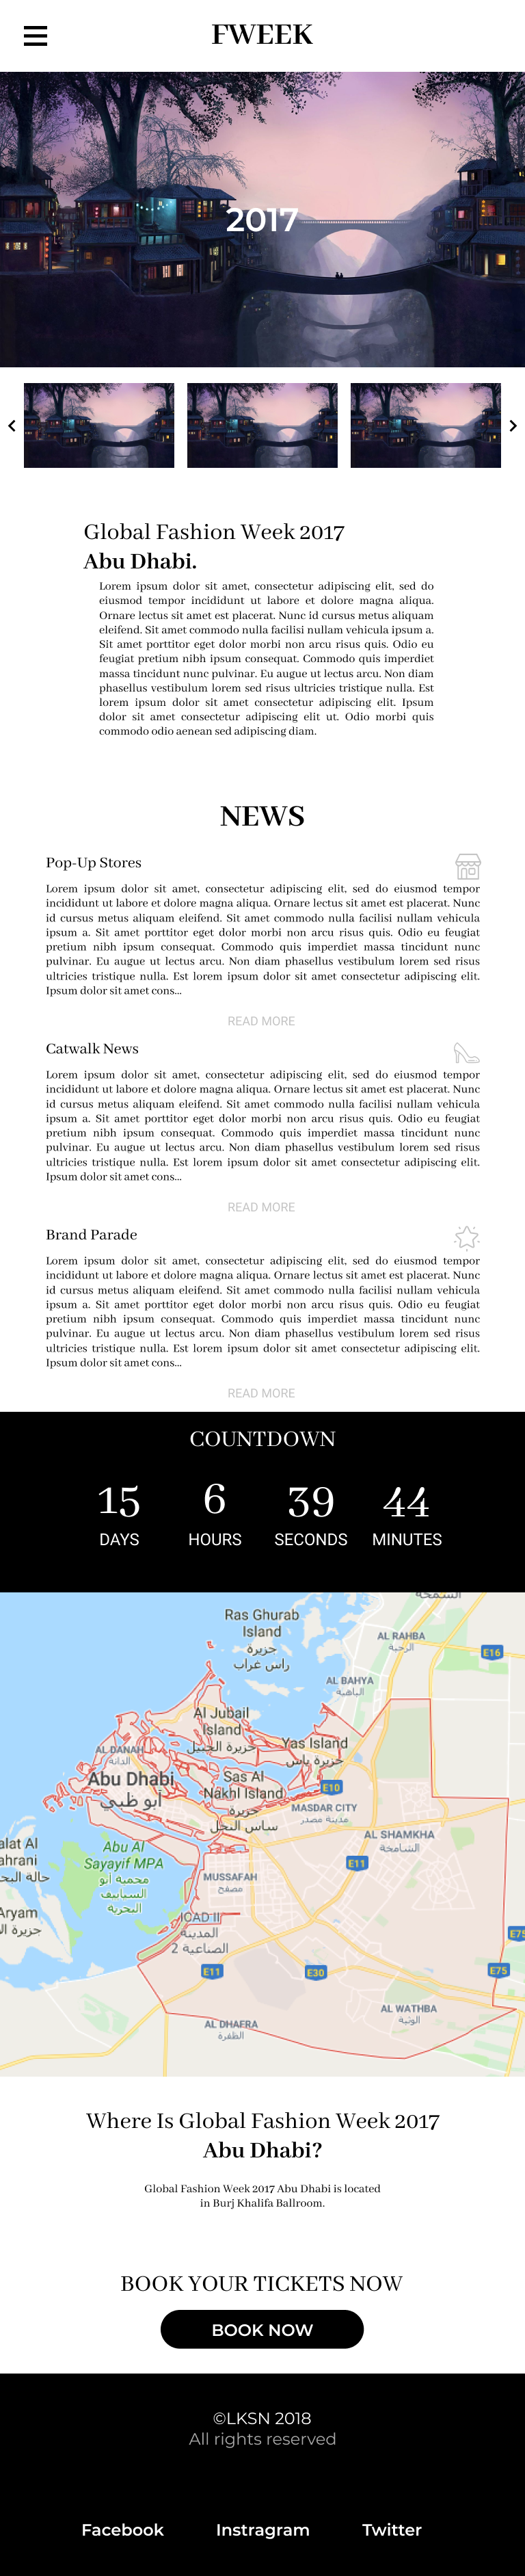 FWEEK
2017
Global Fashion Week 2017
Abu Dhabi.
Lorem ipsum dolor sit amet, consectetur adipiscing elit, sed do
eiusmod tempor incididunt ut labore et dolore magna aliqua.
Ornare lectus sit amet est placerat. Nunc id cursus metus aliquam
eleifend. Sit amet commodo nulla facilisi nullam vehicula ipsum a.
Sit amet porttitor eget dolor morbi non arcu risus quis. Odio eu
feugiat pretium nibh ipsum consequat. Commodo quis imperdiet
massa tincidunt nunc pulvinar. Eu augue ut lectus arcu. Non diam
phasellus vestibulum lorem sed risus ultricies tristique nulla. Est
lorem ipsum dolor sit amet consectetur adipiscing elit. Ipsum
dolor sit amet consectetur adipiscing elit ut. Odio morbi quis
commodo odio aenean sed adipiscing diam.
NEWS
Pop-Up Stores
Lorem ipsum dolor sit amet, consectetur adipiscing elit, sed do eiusmod tempor
incididunt ut labore et dolore magna aliqua. Ornare lectus sit amet est placerat. Nunc
id cursus metus aliquam eleifend. Sit amet commodo nulla facilisi nullam vehicula
ipsum a. Sit amet porttitor eget dolor morbi non arcu risus quis. Odio eu feugiat
pretium nibh ipsum consequat. Commodo quis imperdiet massa tincidunt nunc
pulvinar. Eu augue ut lectus arcu. Non diam phasellus vestibulum lorem sed risus
ultricies tristique nulla. Est lorem ipsum dolor sit amet consectetur adipiscing elit.
Ipsum dolor sit amet cons...
READ MORE
Catwalk News
Lorem ipsum dolor sit amet, consectetur adipiscing elit, sed do eiusmod tempor
incididunt ut labore et dolore magna aliqua. Ornare lectus sit amet est placerat. Nunc
id cursus metus aliquam eleifend. Sit amet commodo nulla facilisi nullam vehicula
ipsum a. Sit amet porttitor eget dolor morbi non arcu risus quis. Odio eu feugiat
pretium nibh ipsum consequat. Commodo quis imperdiet massa tincidunt nunc
pulvinar. Eu augue ut lectus arcu. Non diam phasellus vestibulum lorem sed risus
ultricies tristique nulla. Est lorem ipsum dolor sit amet consectetur adipiscing elit.
Ipsum dolor sit amet cons...
READ MORE
Brand Parade
Lorem ipsum dolor sit amet, consectetur adipiscing elit, sed do eiusmod tempor
incididunt ut labore et dolore magna aliqua. Ornare lectus sit amet est placerat. Nunc
id cursus metus aliquam eleifend. Sit amet commodo nulla facilisi nullam vehicula
ipsum a. Sit amet porttitor eget dolor morbi non arcu risus quis. Odio eu feugiat
pretium nibh ipsum consequat. Commodo quis imperdiet massa tincidunt nunc
pulvinar. Eu augue ut lectus arcu. Non diam phasellus vestibulum lorem sed risus
ultricies tristique nulla. Est lorem ipsum dolor sit amet consectetur adipiscing elit.
Ipsum dolor sit amet cons...
READ MORE
COUNTDOWN
15 6 39 44
DAYS HOURS SECONDS MINUTES
Ras Ghurab
Island
جزيرة
راس غراب
AL RAHBA
الرحبة
E16
AL BAHYA
الباهية
Al Jubail
Island
جزيرة الجبيل
Yas Island
جزيرة ياس
AL DANAH
الدانة
Abu Dhabi
أبو ظبي
Sas Al
Nakhl Island
جزيرة
ساس النخل
E10
MASDAR CITY
مدينة مصدر
AL SHAMKHA
الشامخة
E11
Abu Al
Sayayif MPA
محمية أبو
السياييف
البحرية
MUSSAFAH
مصفح
ICAD II
المدينة
الصناعية 2
E75
E11
E30
E75
AL WATHBA
الوثبة
AL DHAFRA
الظفرة
Where Is Global Fashion Week 2017
Abu Dhabi?
Global Fashion Week 2017 Abu Dhabi is located
in Burj Khalifa Ballroom.
BOOK YOUR TICKETS NOW
BOOK NOW
©LKSN 2018
All rights reserved
Facebook Instragram Twitter